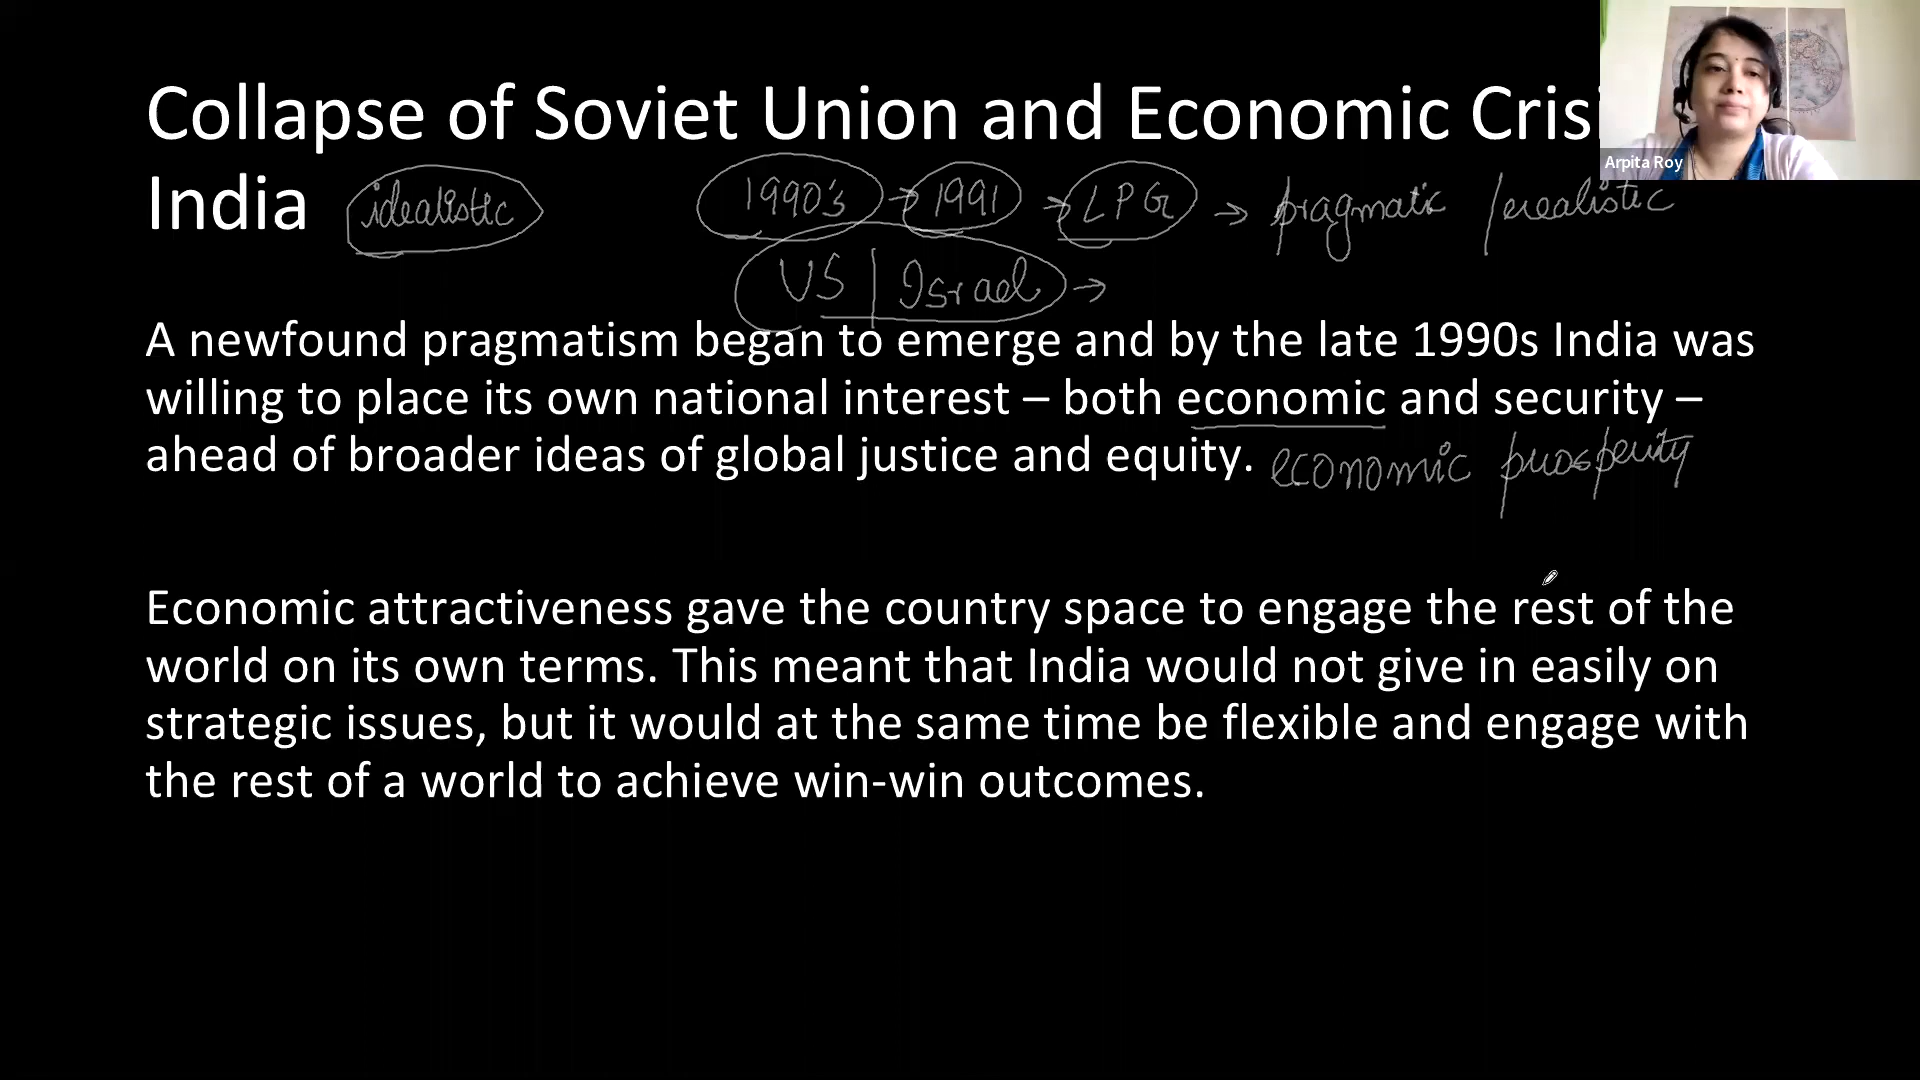 Collapse of Soviet Union and Economic Crisi
Arpita Roy
India idealistic 1990's → 1991 → LPG → pragmatic / realistic
US | Israel →
A newfound pragmatism began to emerge and by the late 1990s India was
willing to place its own national interest – both economic and security –
ahead of broader ideas of global justice and equity. economic prosperity
Economic attractiveness gave the country space to engage the rest of the
world on its own terms. This meant that India would not give in easily on
strategic issues, but it would at the same time be flexible and engage with
the rest of a world to achieve win-win outcomes.